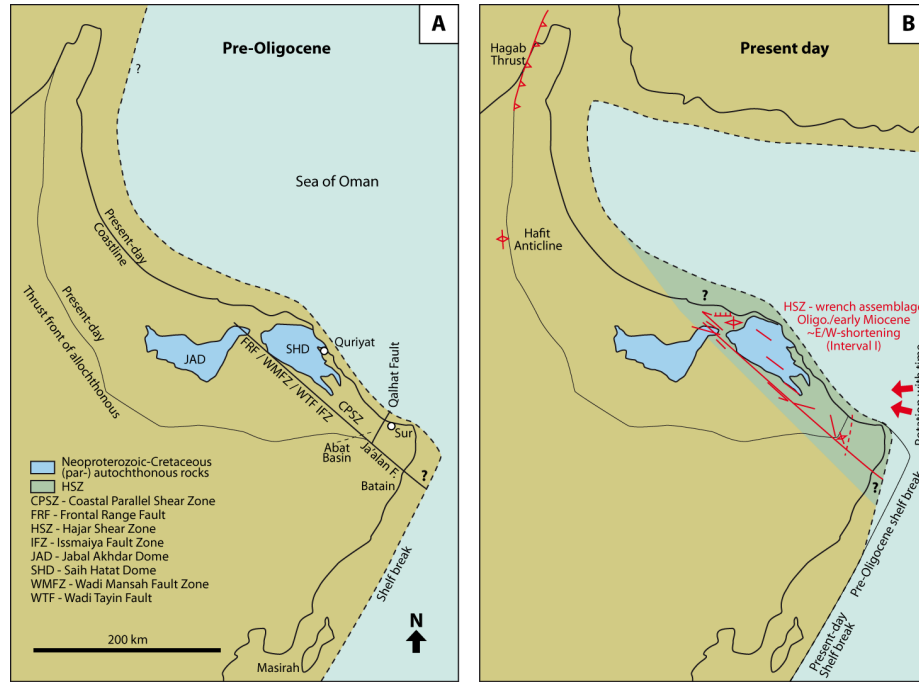 A
Pre-Oligocene
?
Sea of Oman
Present-day
Coastline
Present-day
Thrust front of allochthonous
JAD
SHD
Quriyat
FRF / WMFZ / WTF IFZ
CPSZ
Qalhat Fault
Sur
Abat
Basin
Ja'alan F.
Batain
?
Neoproterozoic-Cretaceous
(par-) autochthonous rocks
HSZ
CPSZ - Coastal Parallel Shear Zone
FRF - Frontal Range Fault
HSZ - Hajar Shear Zone
IFZ - Issmaiya Fault Zone
JAD - Jabal Akhdar Dome
SHD - Saih Hatat Dome
WMFZ - Wadi Mansah Fault Zone
WTF - Wadi Tayin Fault
Shelf break
N
200 km
Masirah
B
Present day
Hagab
Thrust
Hafit
Anticline
?
HSZ - wrench assemblage
Oligo./early Miocene
~E/W-shortening
(Interval I)
with time
?
Pre-Oligocene shelf break
Present-day
Shelf break